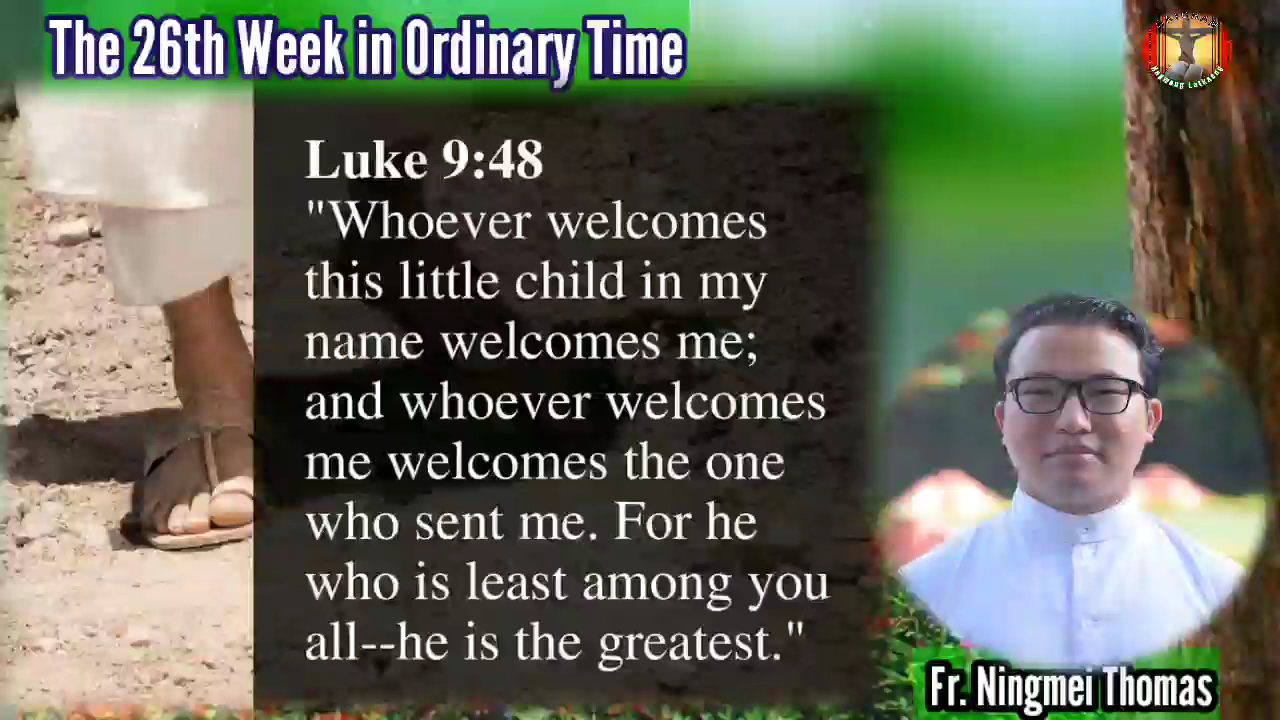 The 26th Week in Ordinary Time
Luke 9:48
"Whoever welcomes
this little child in my
name welcomes me;
and whoever welcomes
me welcomes the one
who sent me. For he
who is least among you
all--he is the greatest."
Fr. Ningmei Thomas